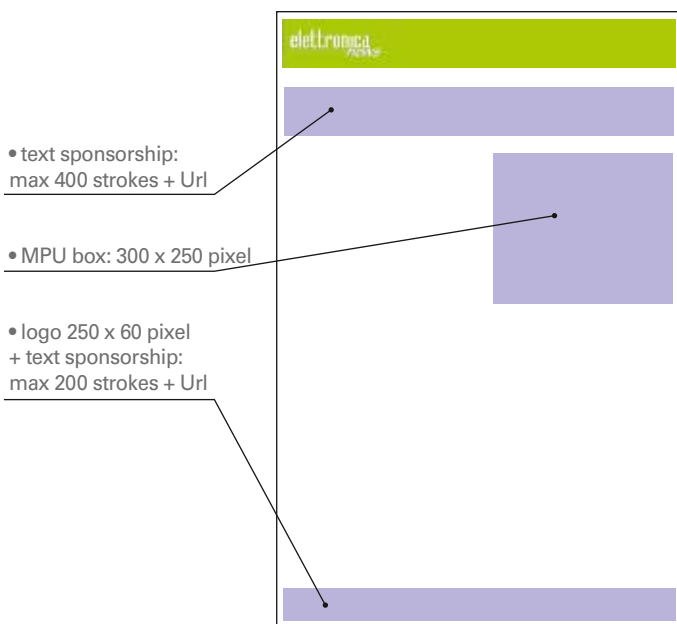 elettronica
news
• text sponsorship:
max 400 strokes + Url
• MPU box: 300 x 250 pixel
• logo 250 x 60 pixel
+ text sponsorship:
max 200 strokes + Url